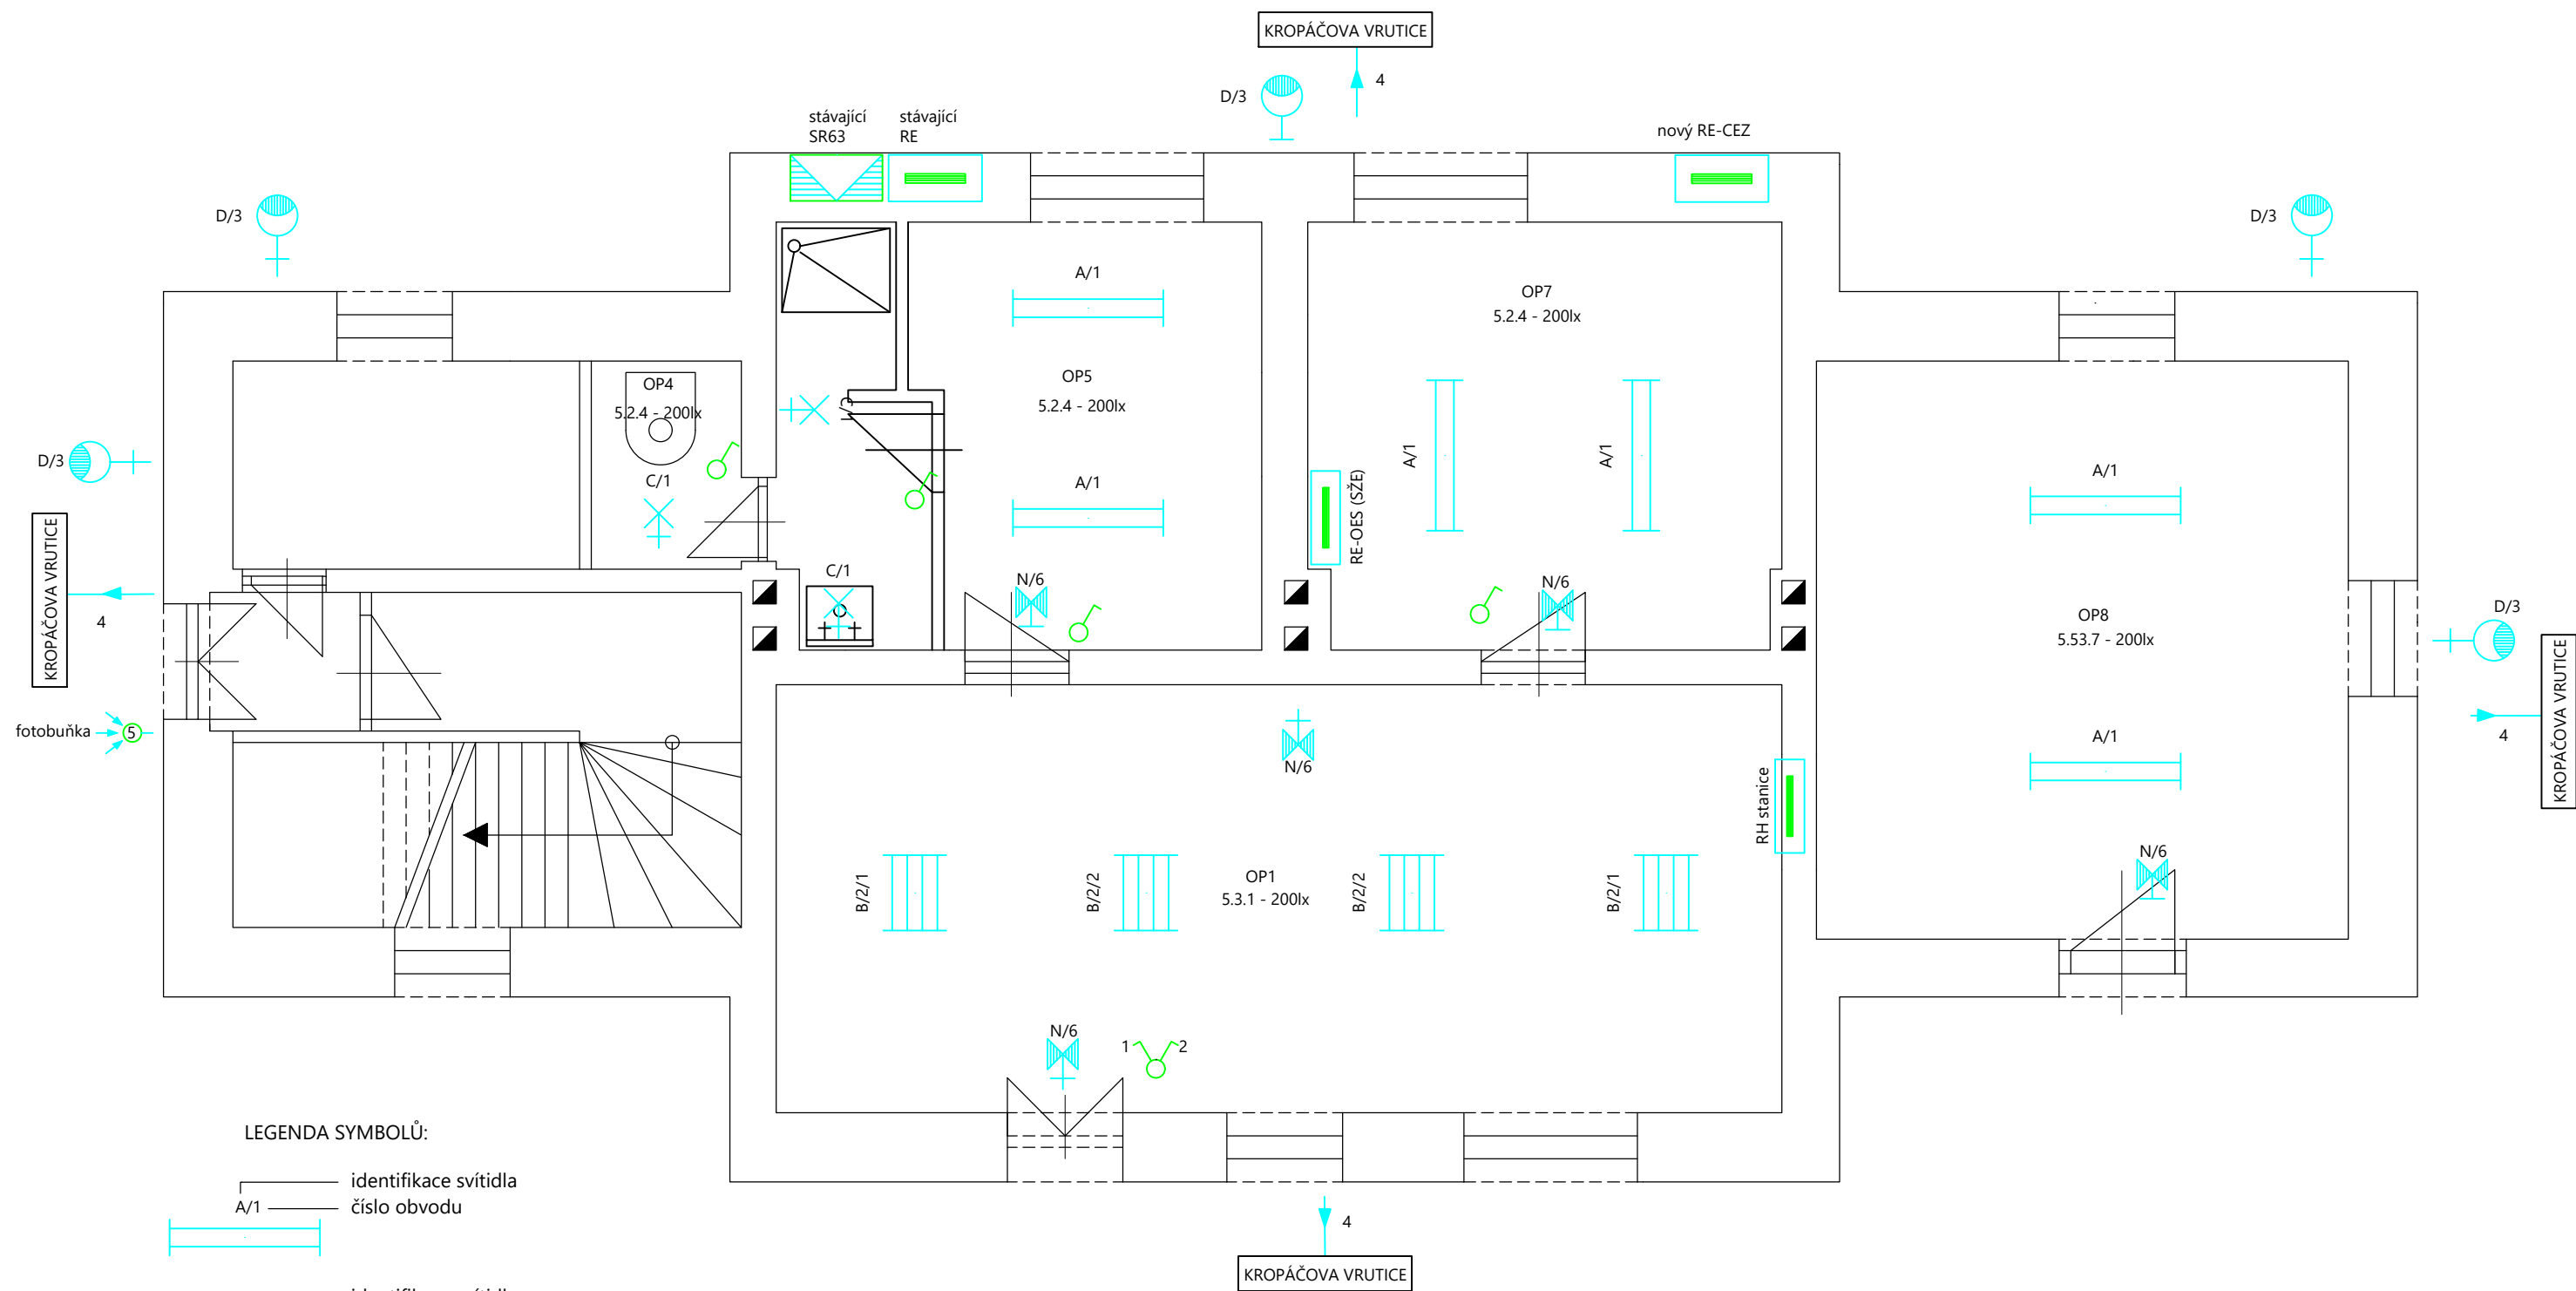 KROPÁČOVA VRUTICE
4
D/3
stávající
SR63
stávající
RE
nový RE-CEZ
D/3
D/3
A/1
OP7
5.2.4 - 200lx
OP4
5.2.4 - 200lx
OP5
5.2.4 - 200lx
D/3
C/1
A/1
A/1
A/1
A/1
RE-OES (SŽE)
KROPÁČOVA VRUTICE
4
C/1
N/6
N/6
OP8
5.53.7 - 200lx
D/3
KROPÁČOVA VRUTICE
4
fotobuňka
5
N/6
A/1
RH stanice
B/2/1
B/2/2
OP1
5.3.1 - 200lx
B/2/2
B/2/1
N/6
N/6
1
2
LEGENDA SYMBOLŮ:
identifikace svítidla
A/1
číslo obvodu
4
KROPÁČOVA VRUTICE